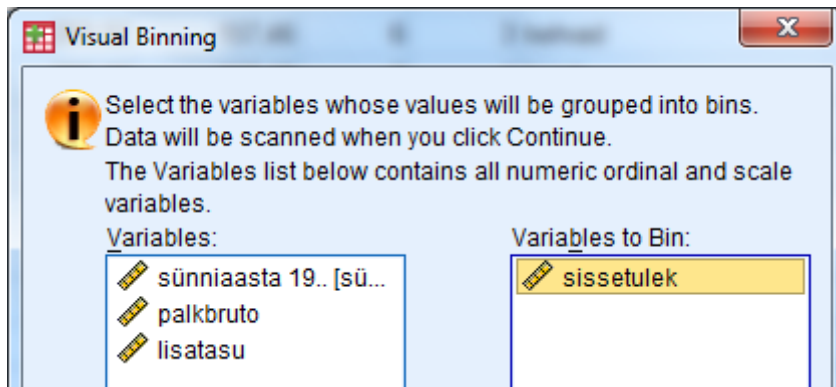 Visual Binning
Select the variables whose values will be grouped into bins.
Data will be scanned when you click Continue.
The Variables list below contains all numeric ordinal and scale
variables.
Variables:
Variables to Bin:
sünniaasta 19.. [sü...
sissetulek
palkbruto
lisatasu